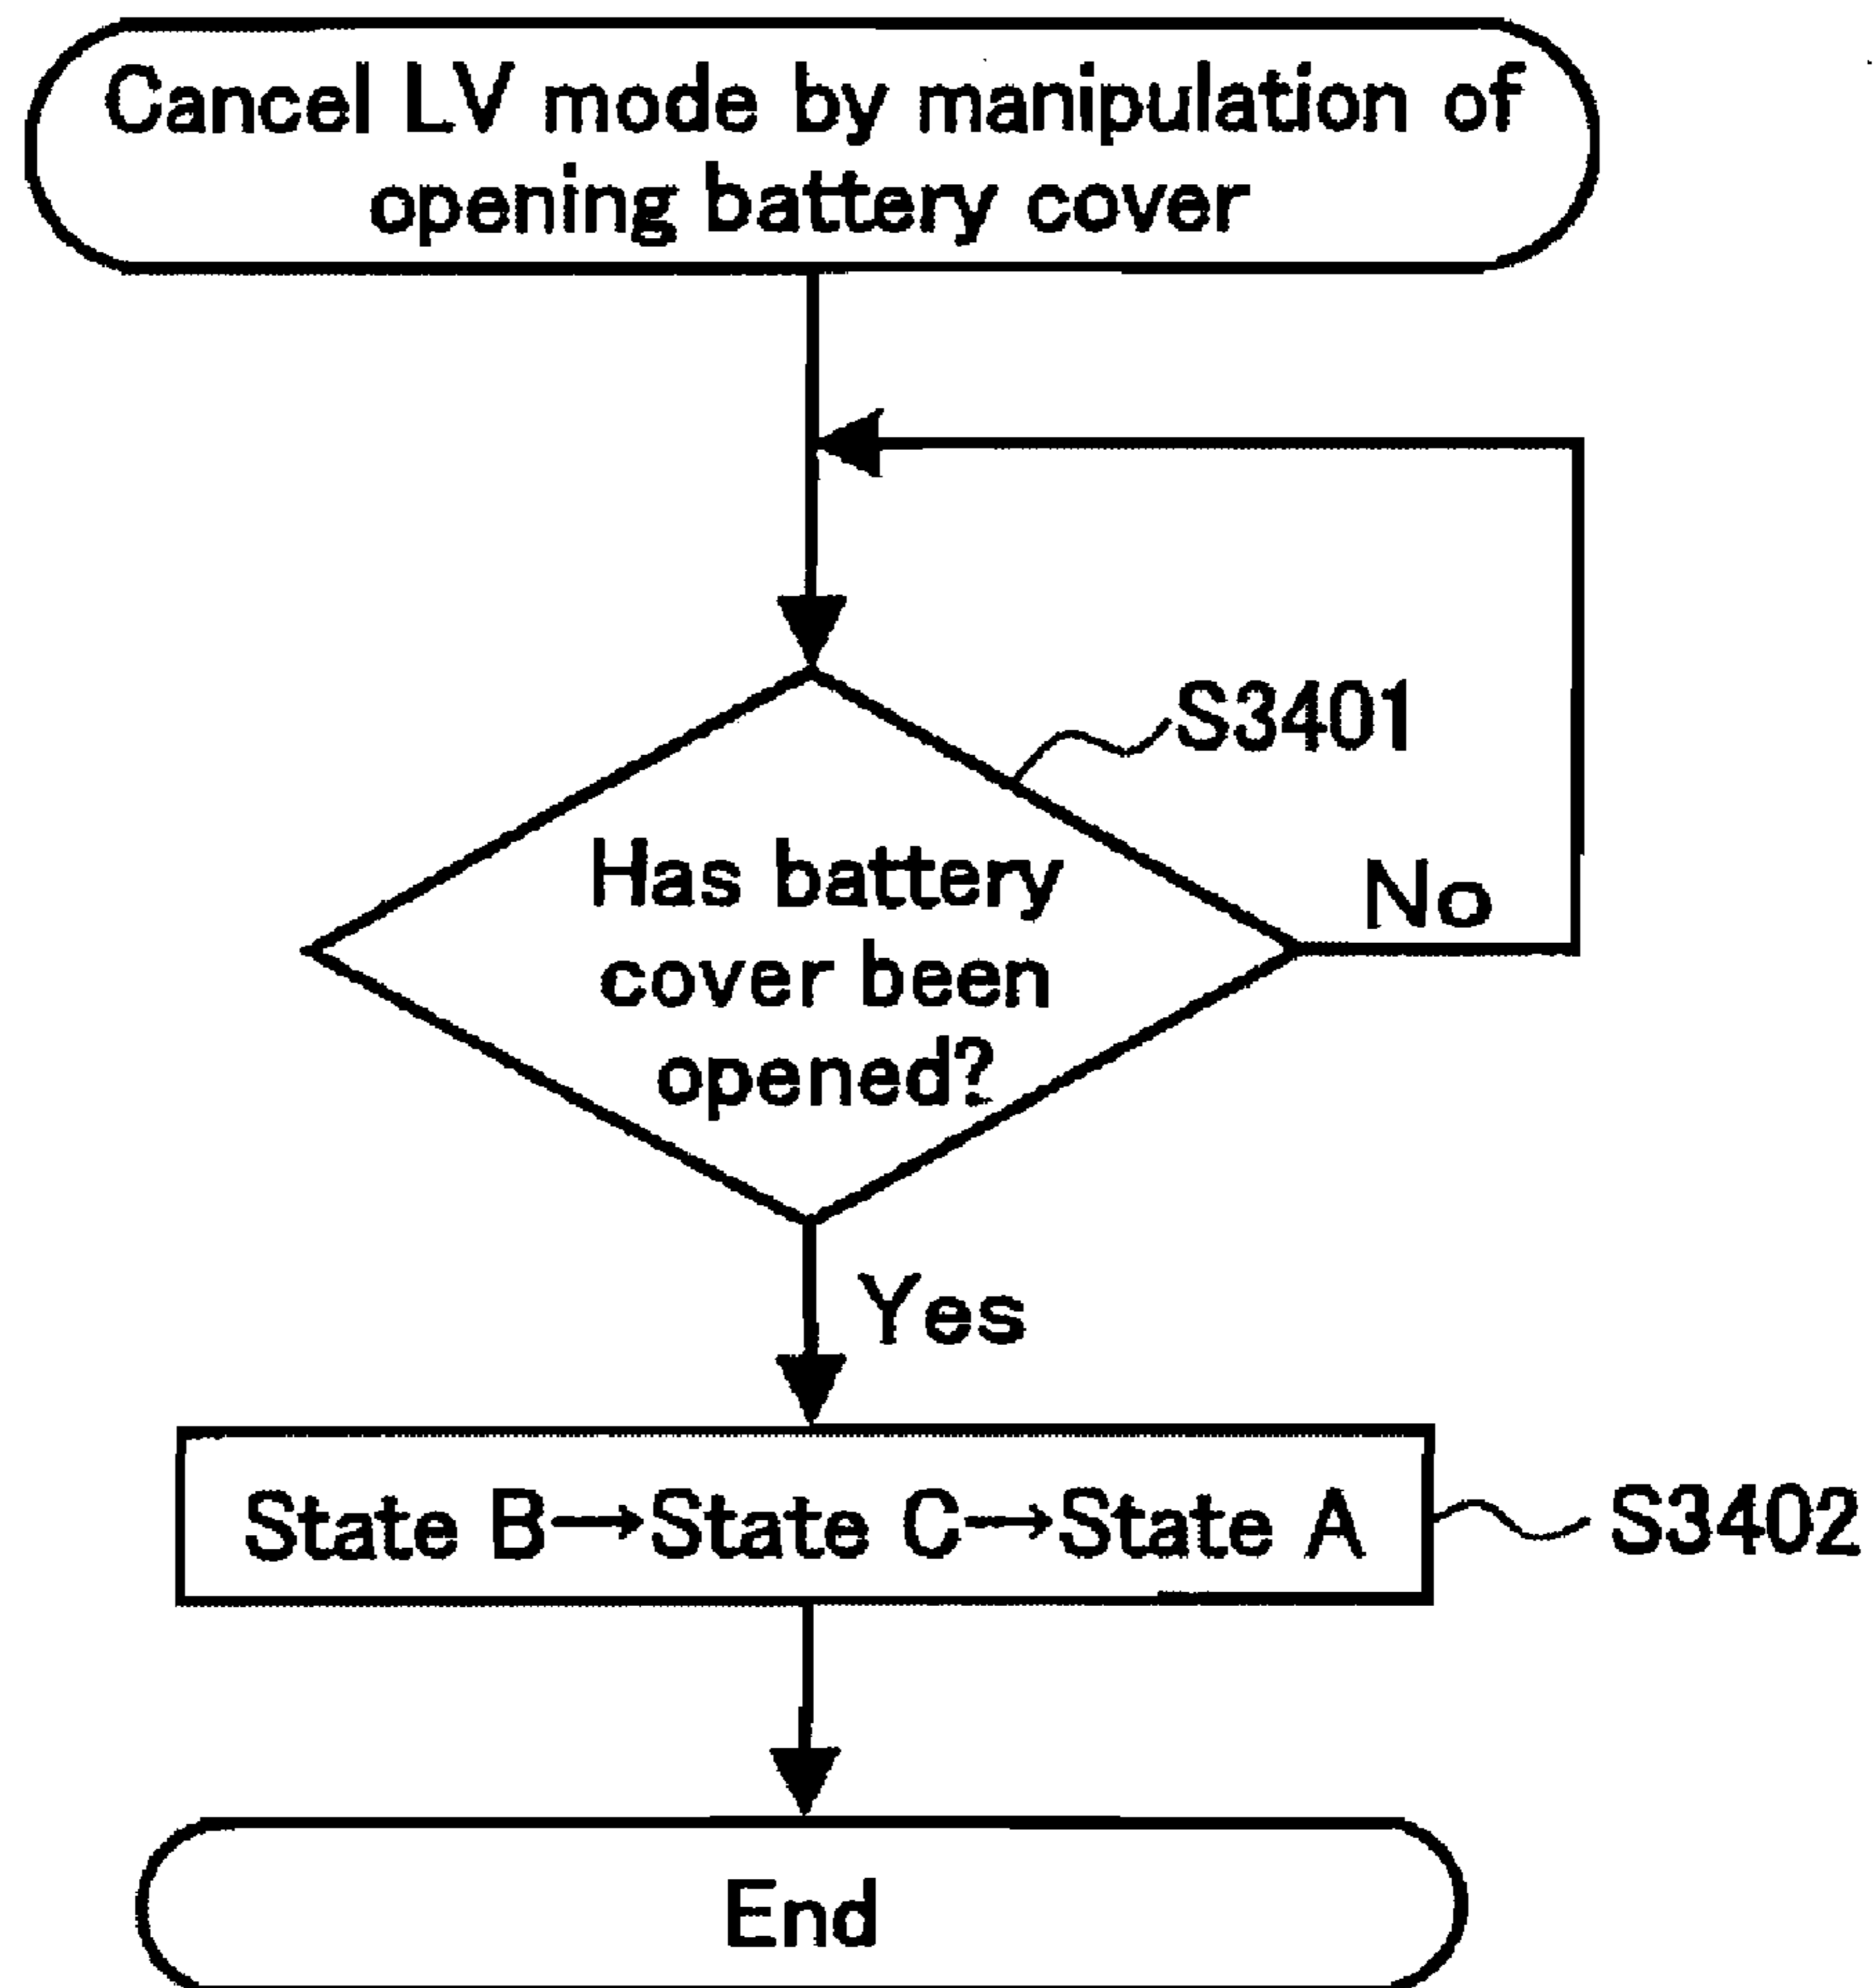 Cancel LV mode by manipulation of
opening battery cover
S3401
Has battery
cover been
opened?
No
Yes
State B→State C→State A
S3402
End